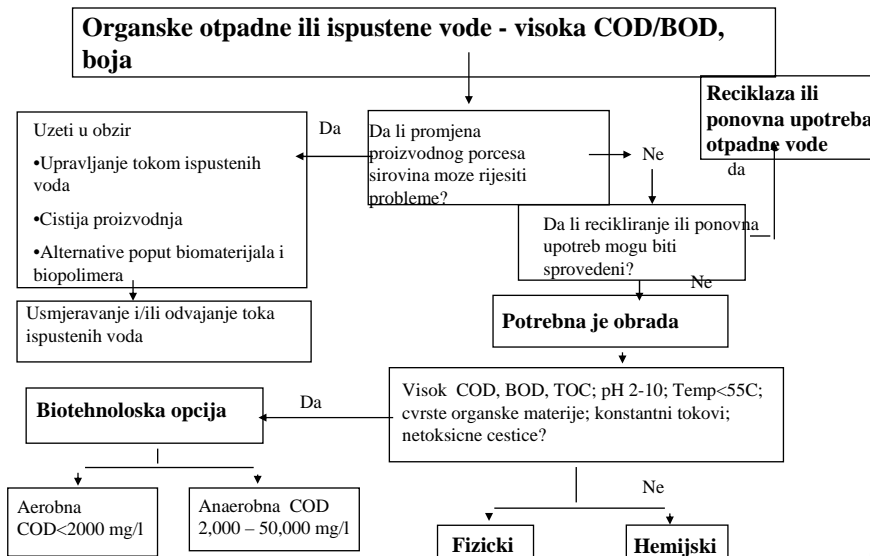 Organske otpadne ili ispustene vode - visoka COD/BOD,
boja
Reciklaza ili
ponovna upotreba
otpadne vode
Uzeti u obzir
•Upravljanje tokom ispustenih
voda
•Cistija proizvodnja
•Alternative poput biomaterijala i
biopolimera
Da
Da li promjena
proizvodnog porcesa
sirovina moze rijesiti
probleme?
Ne
da
Da li recikliranje ili ponovna
upotreb mogu biti
sprovedeni?
Ne
Usmjeravanje i/ili odvajanje toka
ispustenih voda
Potrebna je obrada
Visok COD, BOD, TOC; pH 2-10; Temp<55C;
cvrste organske materije; konstantni tokovi;
netoksicne cestice?
Da
Biotehnoloska opcija
Aerobna
COD<2000 mg/l
Anaerobna COD
2,000 – 50,000 mg/l
Ne
Fizicki
Hemijski